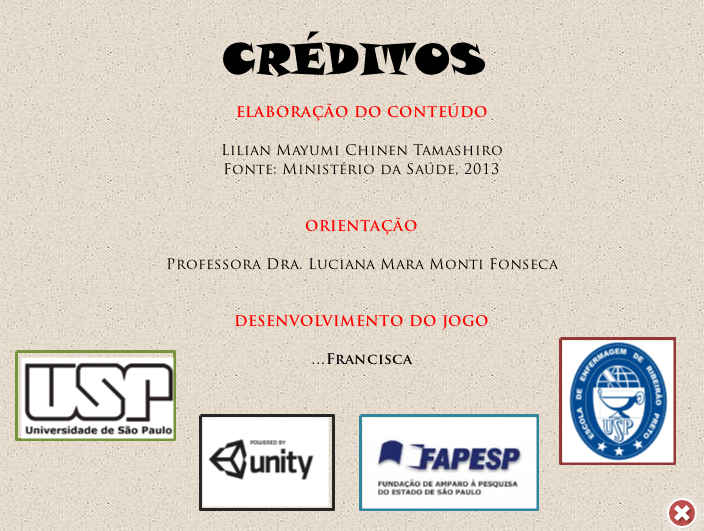 CRÉDITOS
ELABORAÇÃO DO CONTEÚDO
Lilian Mayumi Chinen Tamashiro
Fonte: Ministério da Saúde, 2013
ORIENTAÇÃO
Professora Dra. Luciana Mara Monti Fonseca
DESENVOLVIMENTO DO JOGO
...Francisca
USP
Universidade de São Paulo
POWERED BY
unity
FAPESP
FUNDAÇÃO DE AMPARO À PESQUISA
DO ESTADO DE SÃO PAULO
ESCOLA DE ENFERMAGEM DE RIBEIRÃO PRETO
USP